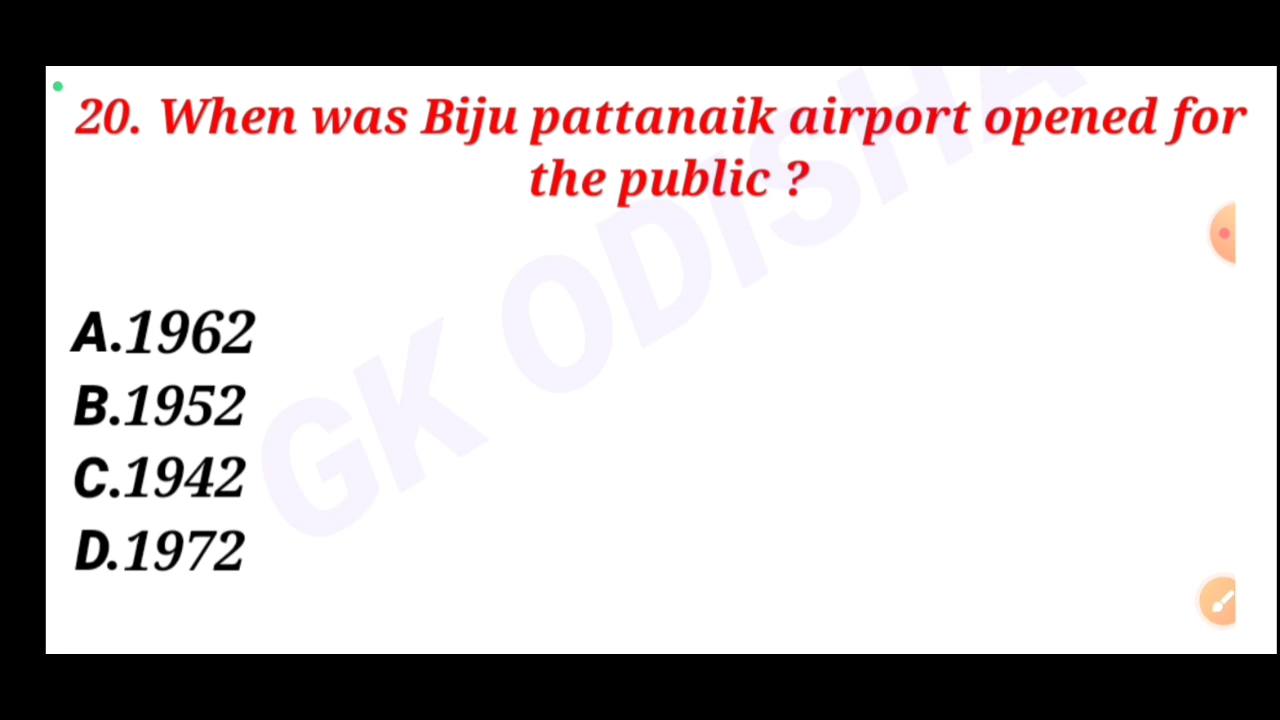 20. When was Biju pattanaik airport opened for
the public ?
A.1962
B.1952
C.1942
D.1972
GK ODISHA